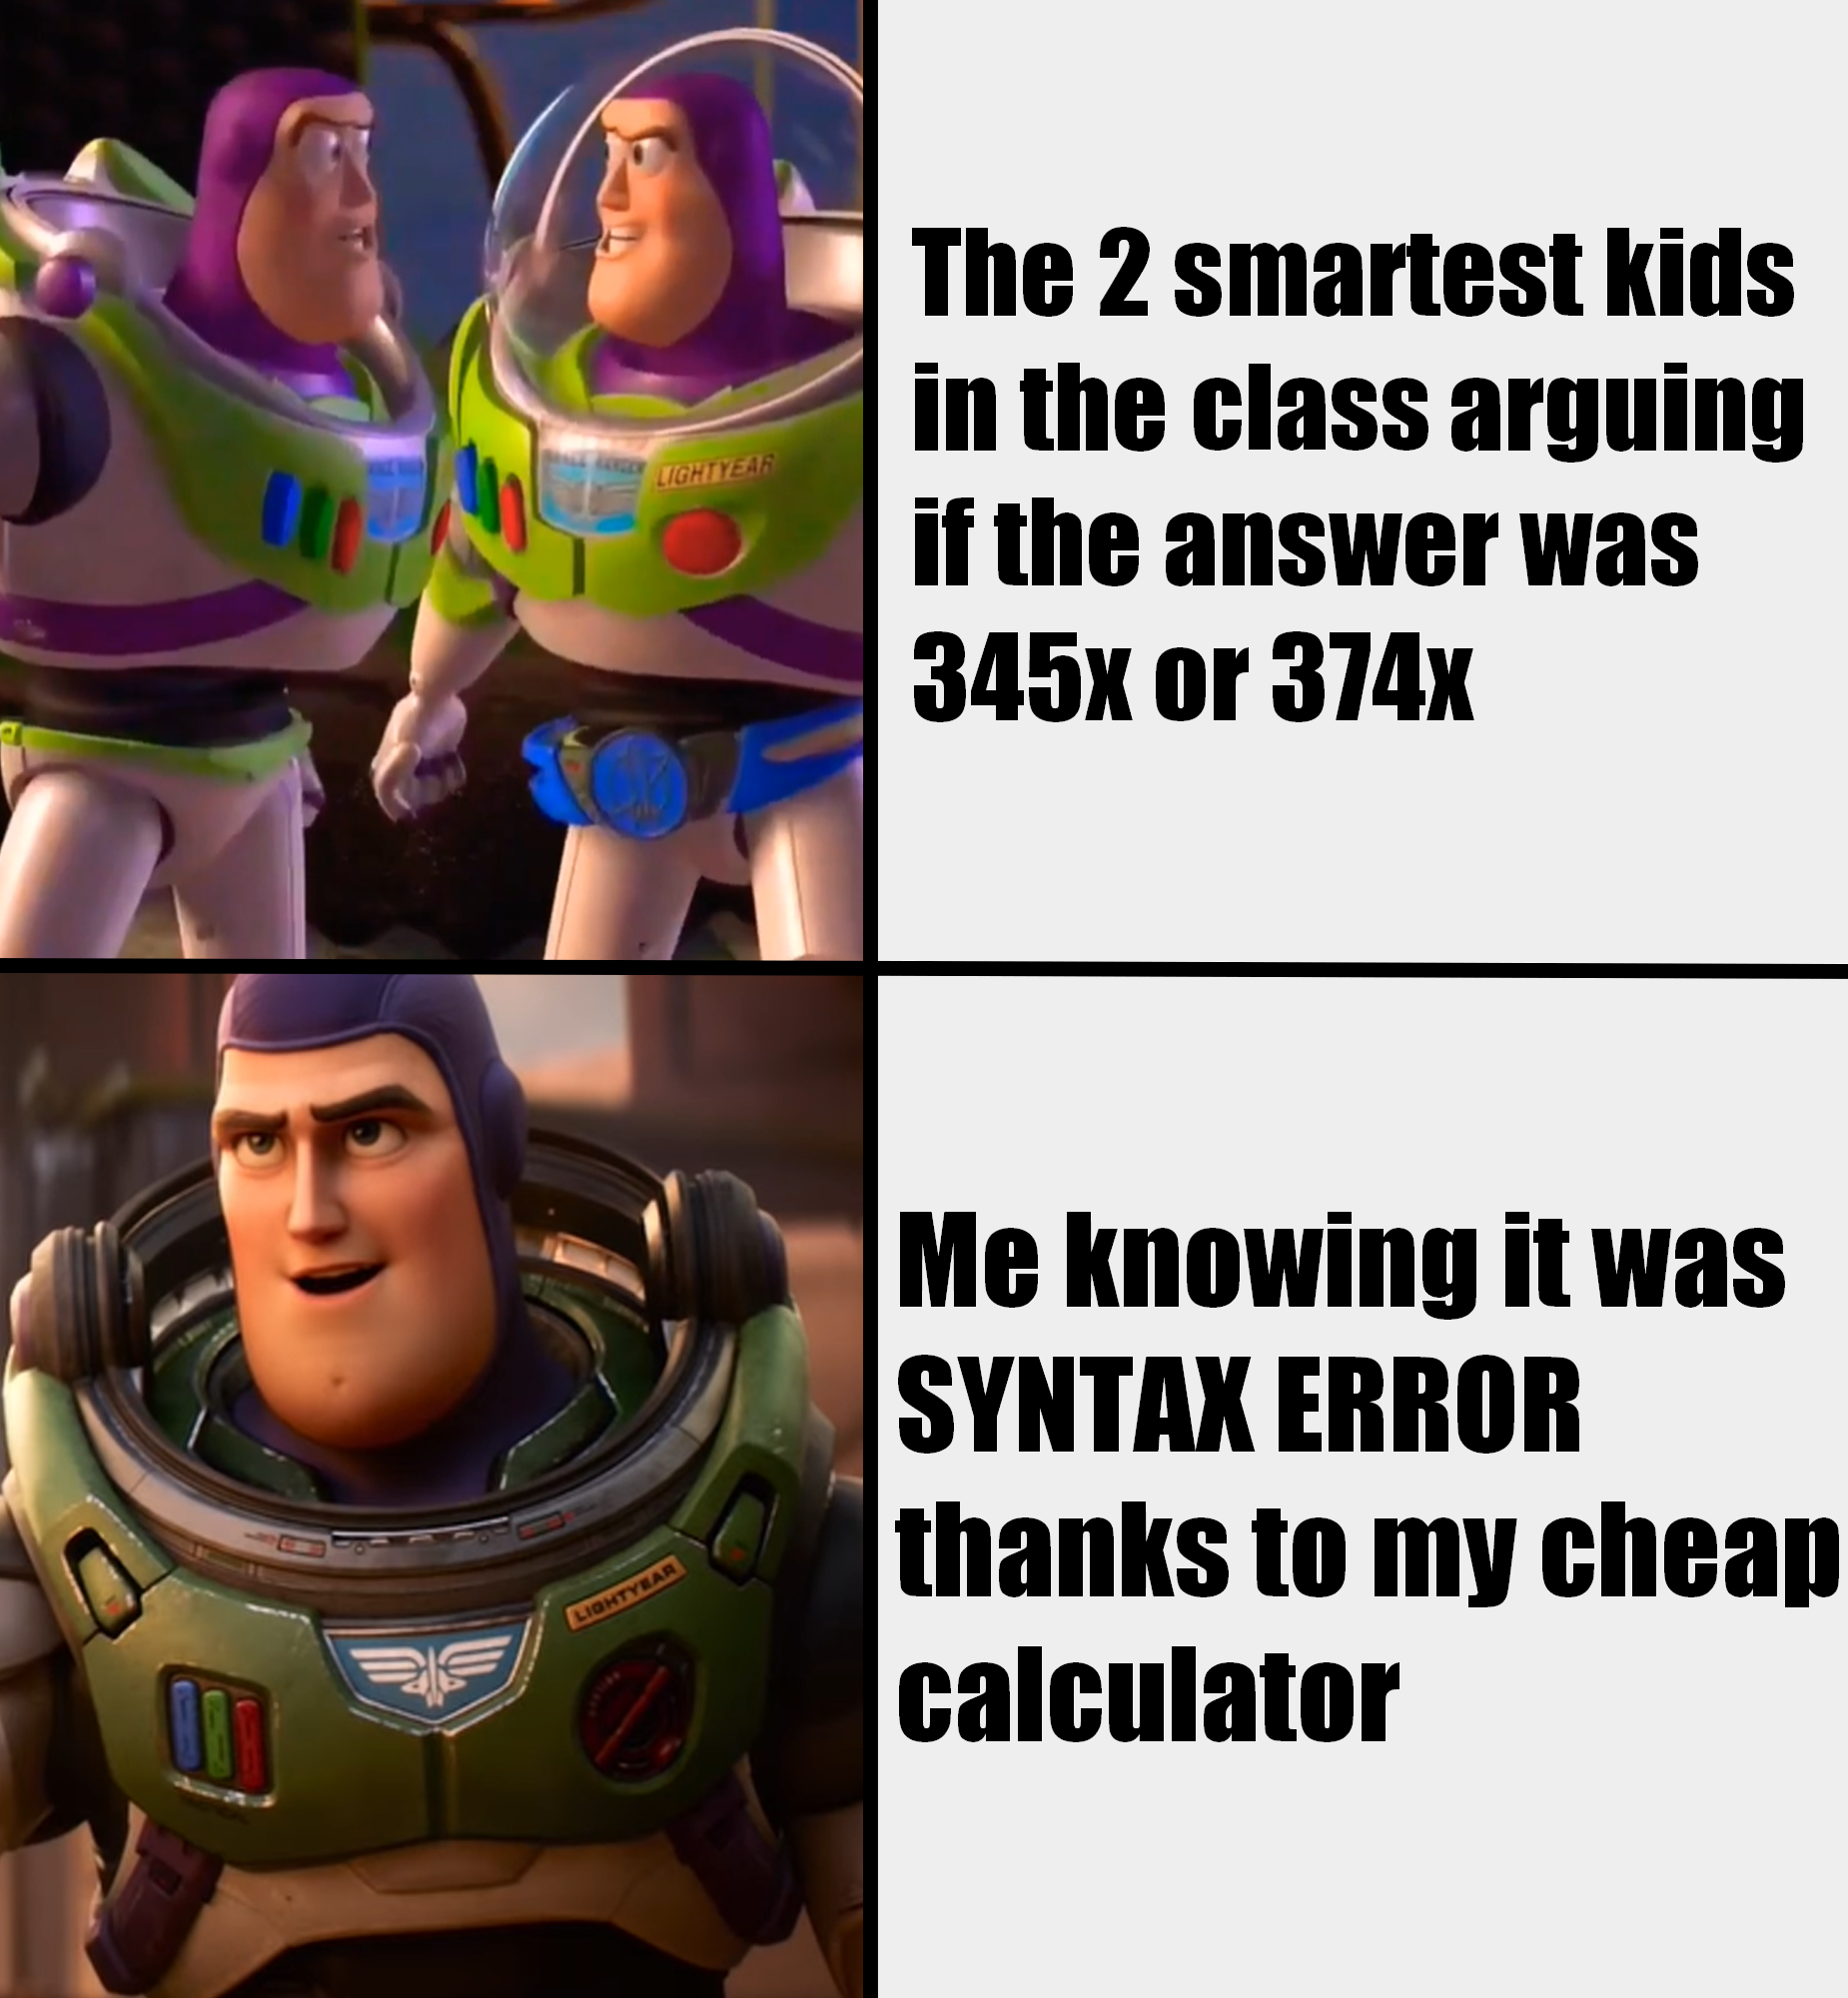 The 2 smartest kids
in the class arguing
if the answer was
345x or 374x
LIGHTYEAR
Me knowing it was
SYNTAX ERROR
thanks to my cheap
calculator
LIGHTYEAR